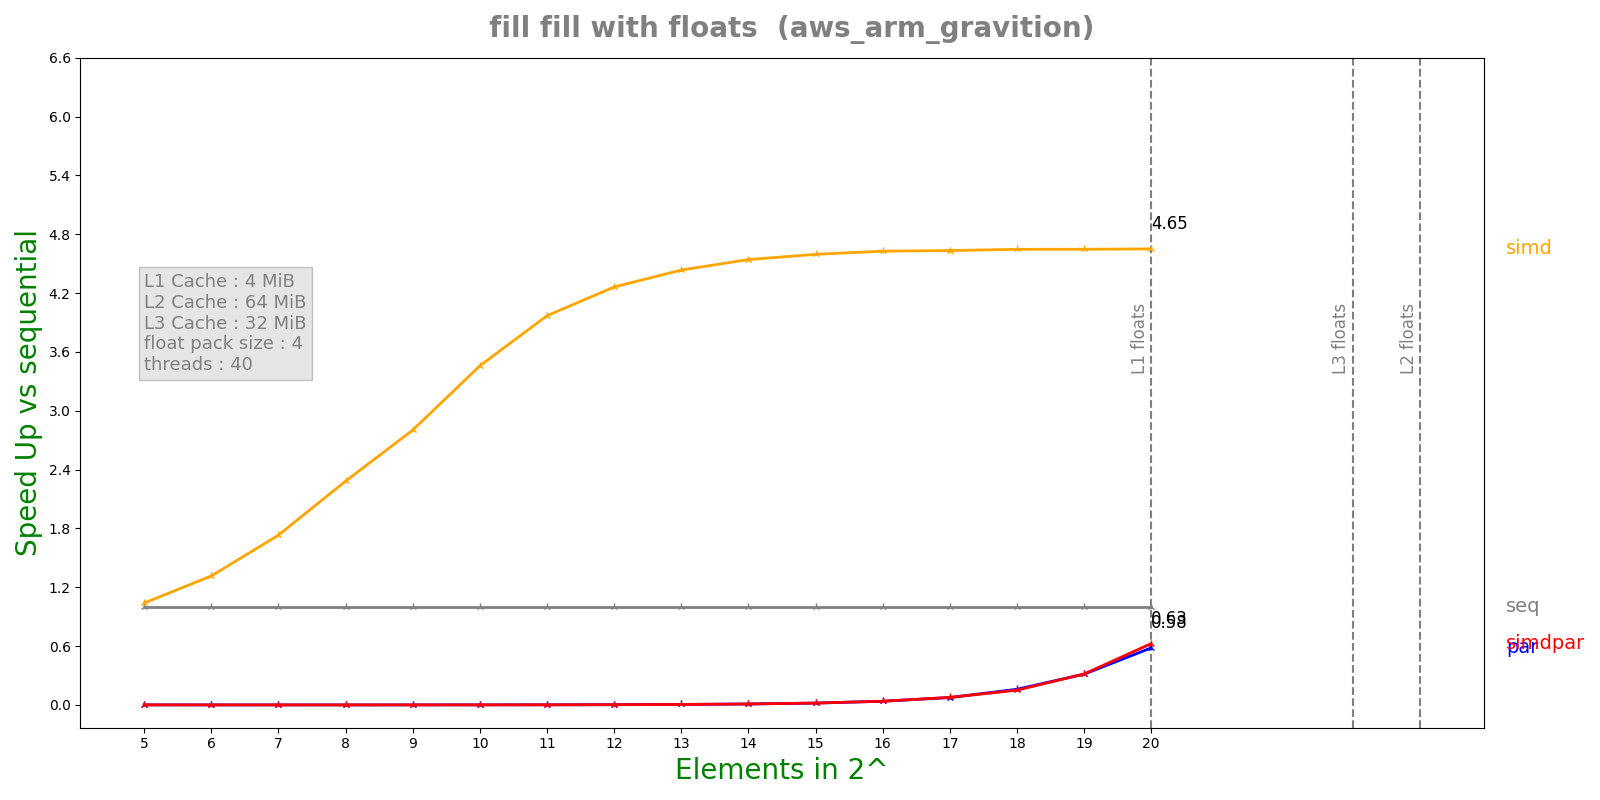 fill fill with floats (aws_arm_gravition)
Speed Up vs sequential
6.6
6.0
5.4
4.8
4.2
3.6
3.0
2.4
1.8
1.2
0.6
0.0
L1 Cache : 4 MiB
L2 Cache : 64 MiB
L3 Cache : 32 MiB
float pack size : 4
threads : 40
4.65
0.63
0.58
L1 floats
L3 floats
L2 floats
simd
seq
simdpar
par
5 6 7 8 9 10 11 12 13 14 15 16 17 18 19 20
Elements in 2^